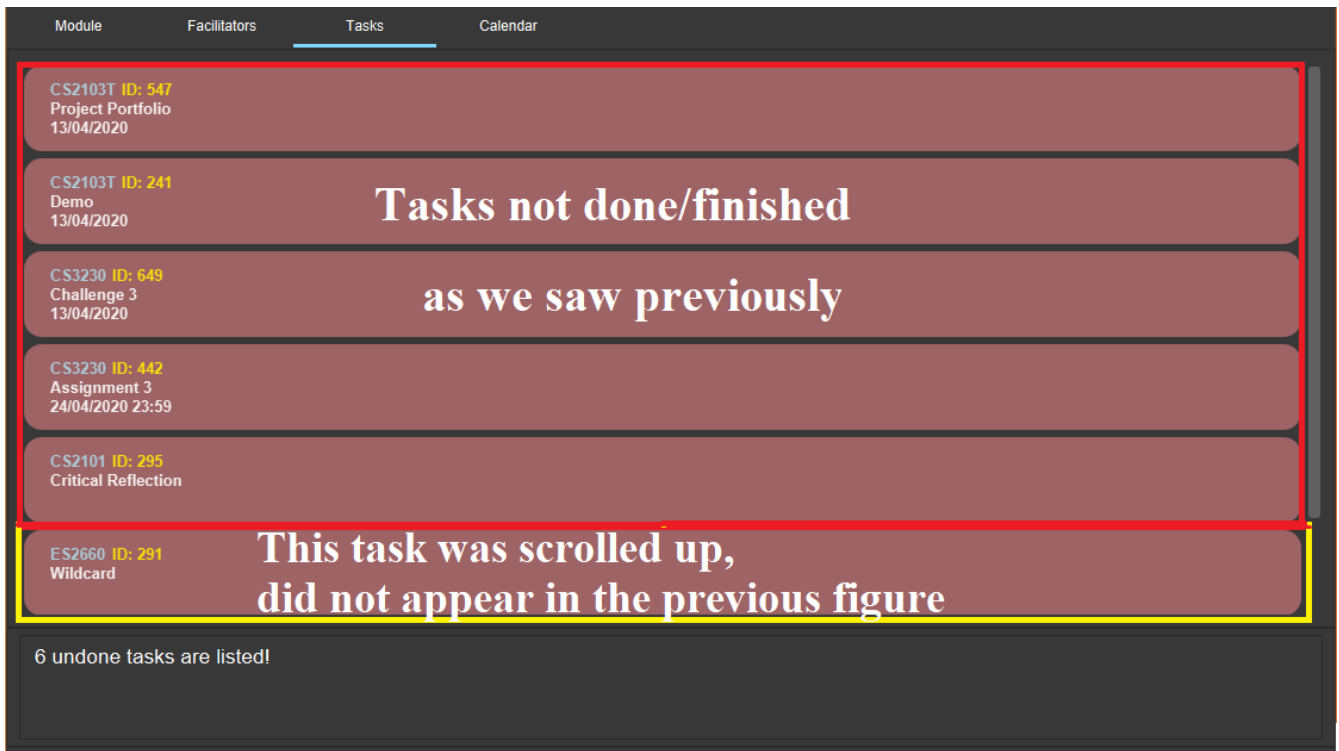 Module Facilitators Tasks Calendar
CS2103T ID: 547
Project Portfolio
13/04/2020
CS2103T ID: 241
Demo
13/04/2020
Tasks not done/finished
CS3230 ID: 649
Challenge 3
13/04/2020
as we saw previously
CS3230 ID: 442
Assignment 3
24/04/2020 23:59
CS2101 ID: 295
Critical Reflection
ES2660 ID: 291
Wildcard
This task was scrolled up,
did not appear in the previous figure
6 undone tasks are listed!